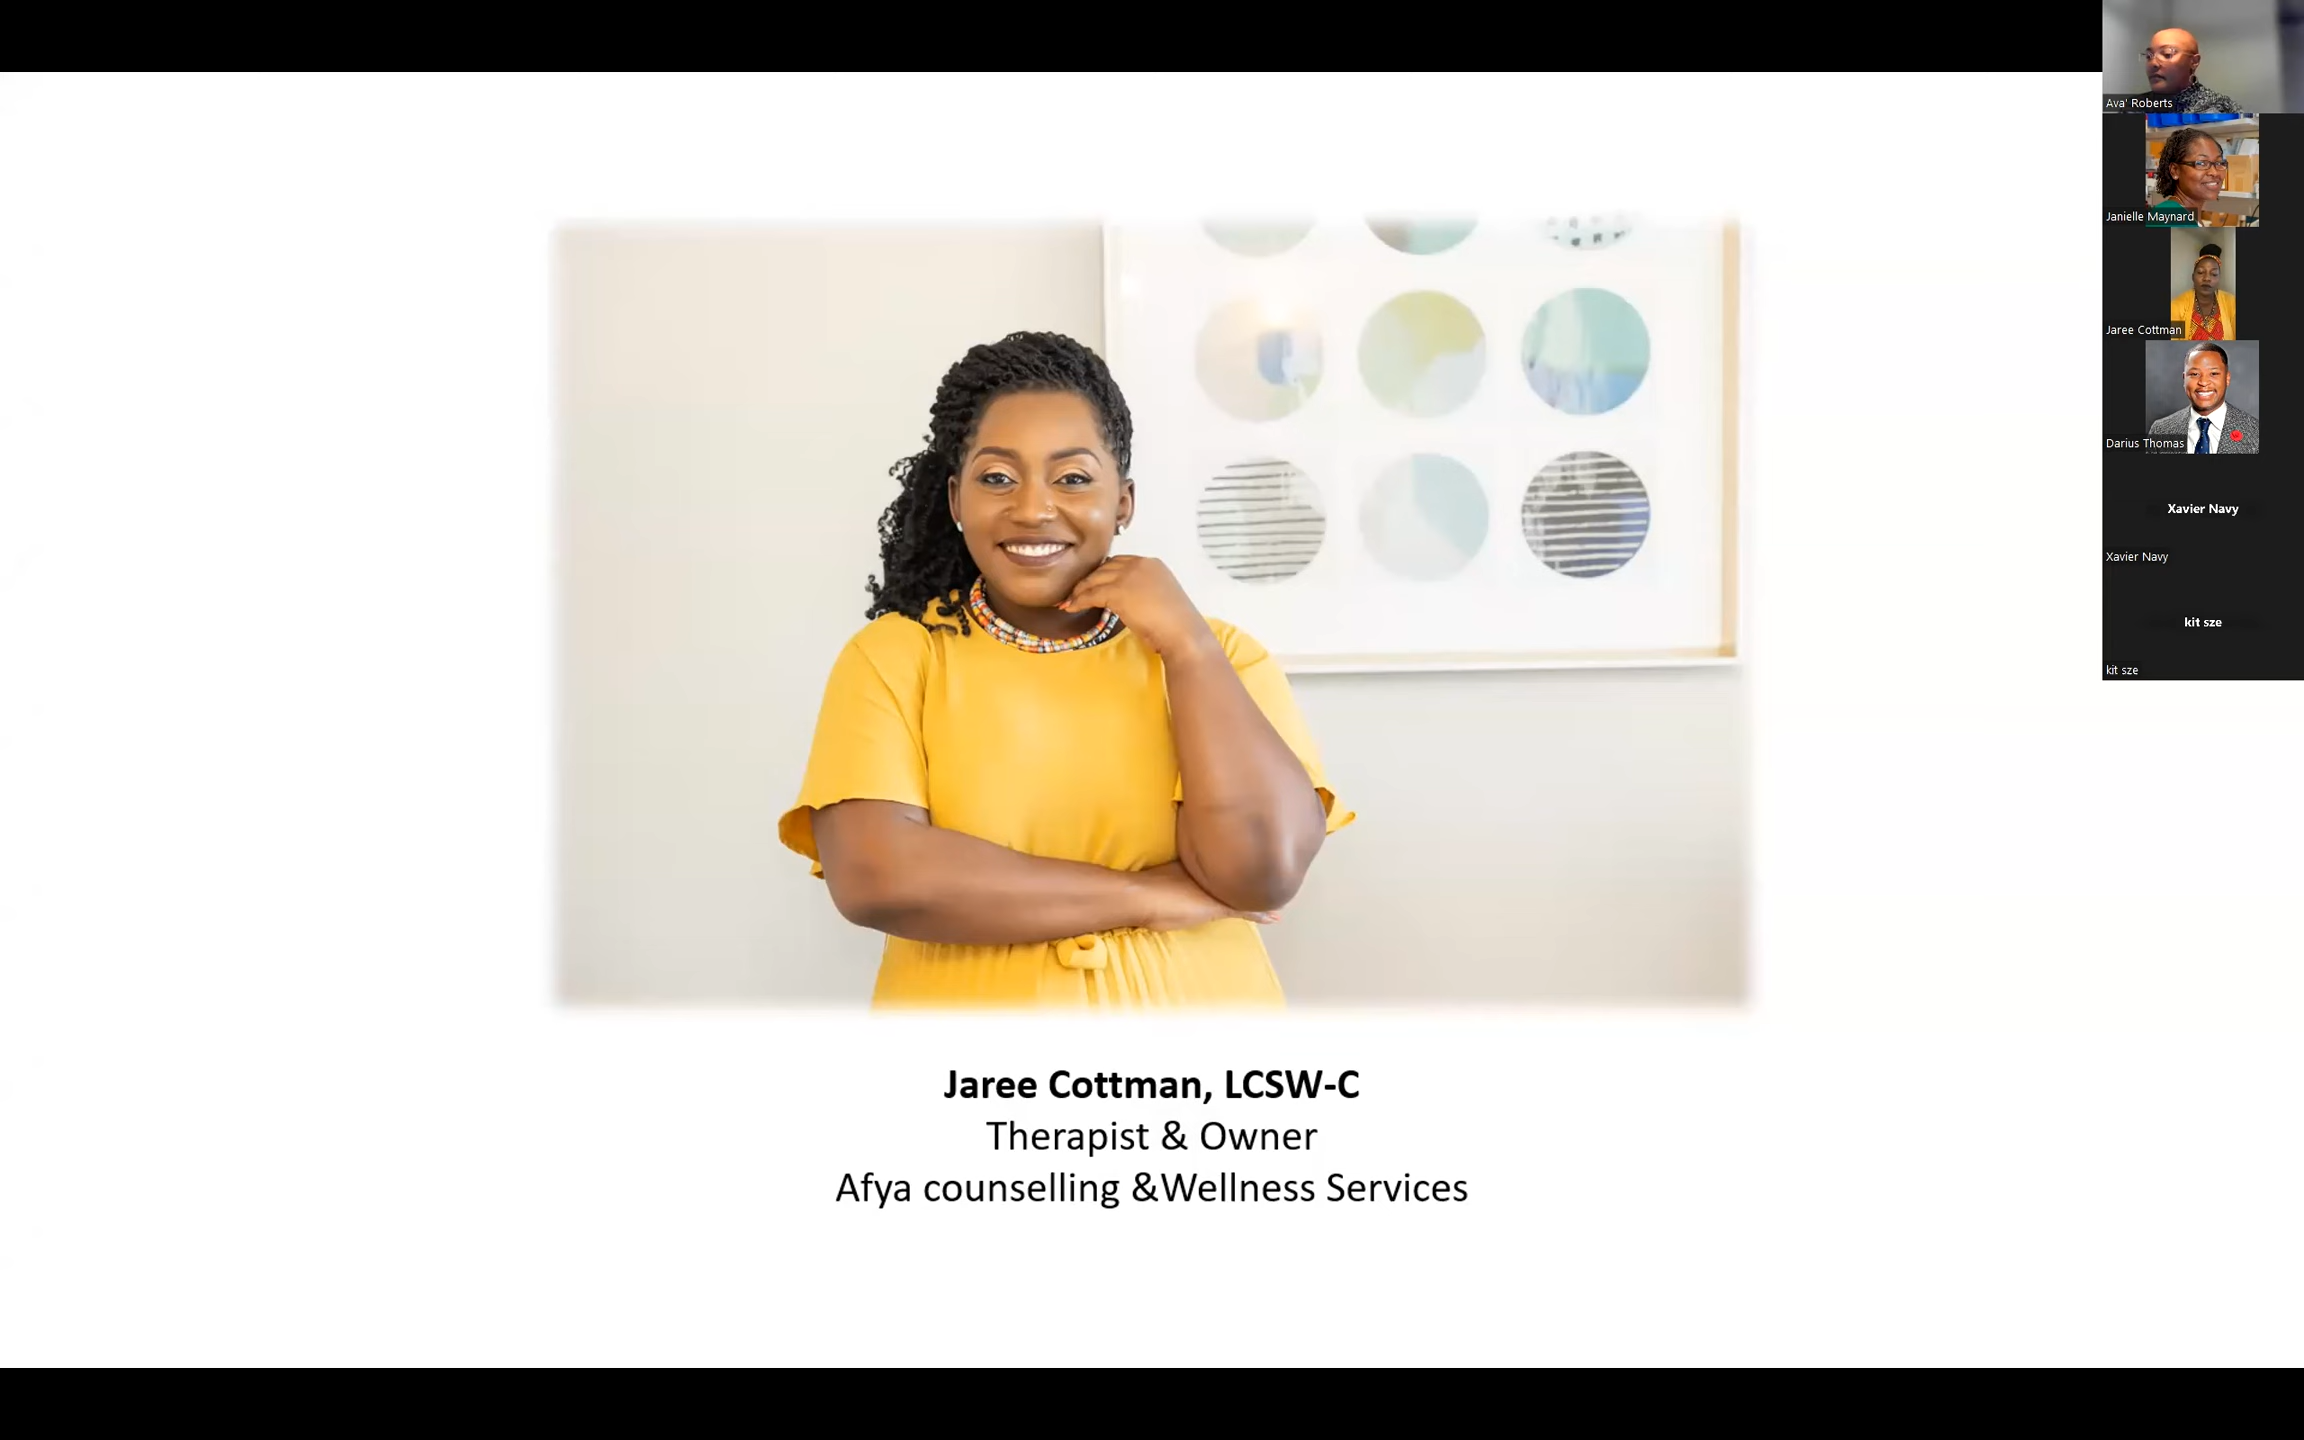 Jaree Cottman, LCSW-C
Therapist & Owner
Afya counselling &Wellness Services
Ava' Roberts
Janielle Maynard
Jaree Cottman
Darius Thomas
Xavier Navy
Xavier Navy
kit sze
kit sze